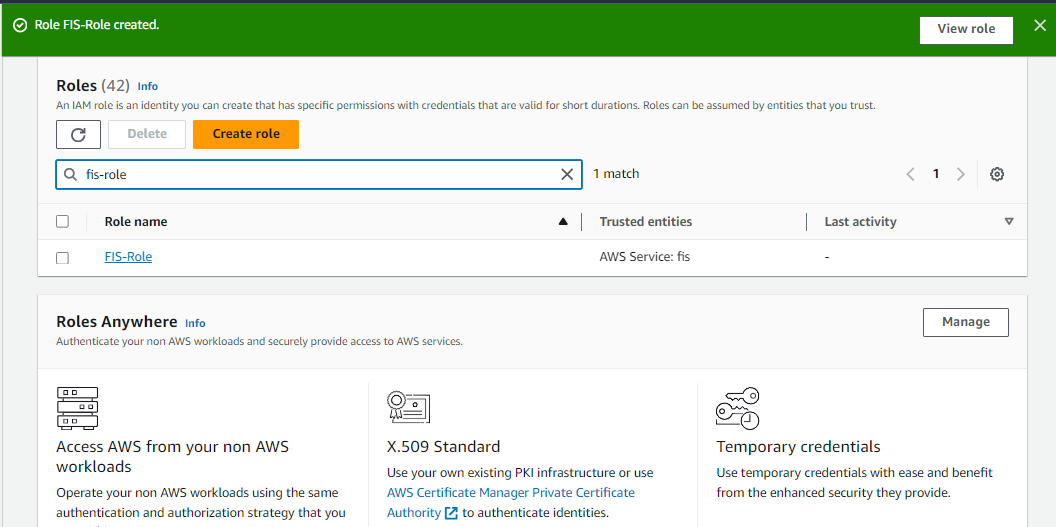 Role FIS-Role created.
View role
Roles (42) Info
An IAM role is an identity you can create that has specific permissions with credentials that are valid for short durations. Roles can be assumed by entities that you trust.
Delete
Create role
fis-role
1 match
1
Role name
Trusted entities
Last activity
FIS-Role
AWS Service: fis
-
Roles Anywhere Info
Manage
Authenticate your non AWS workloads and securely provide access to AWS services.
Access AWS from your non AWS
workloads
Operate your non AWS workloads using the same
authentication and authorization strategy that you
X.509 Standard
Use your own existing PKI infrastructure or use
AWS Certificate Manager Private Certificate
Authority to authenticate identities.
Temporary credentials
Use temporary credentials with ease and benefit
from the enhanced security they provide.